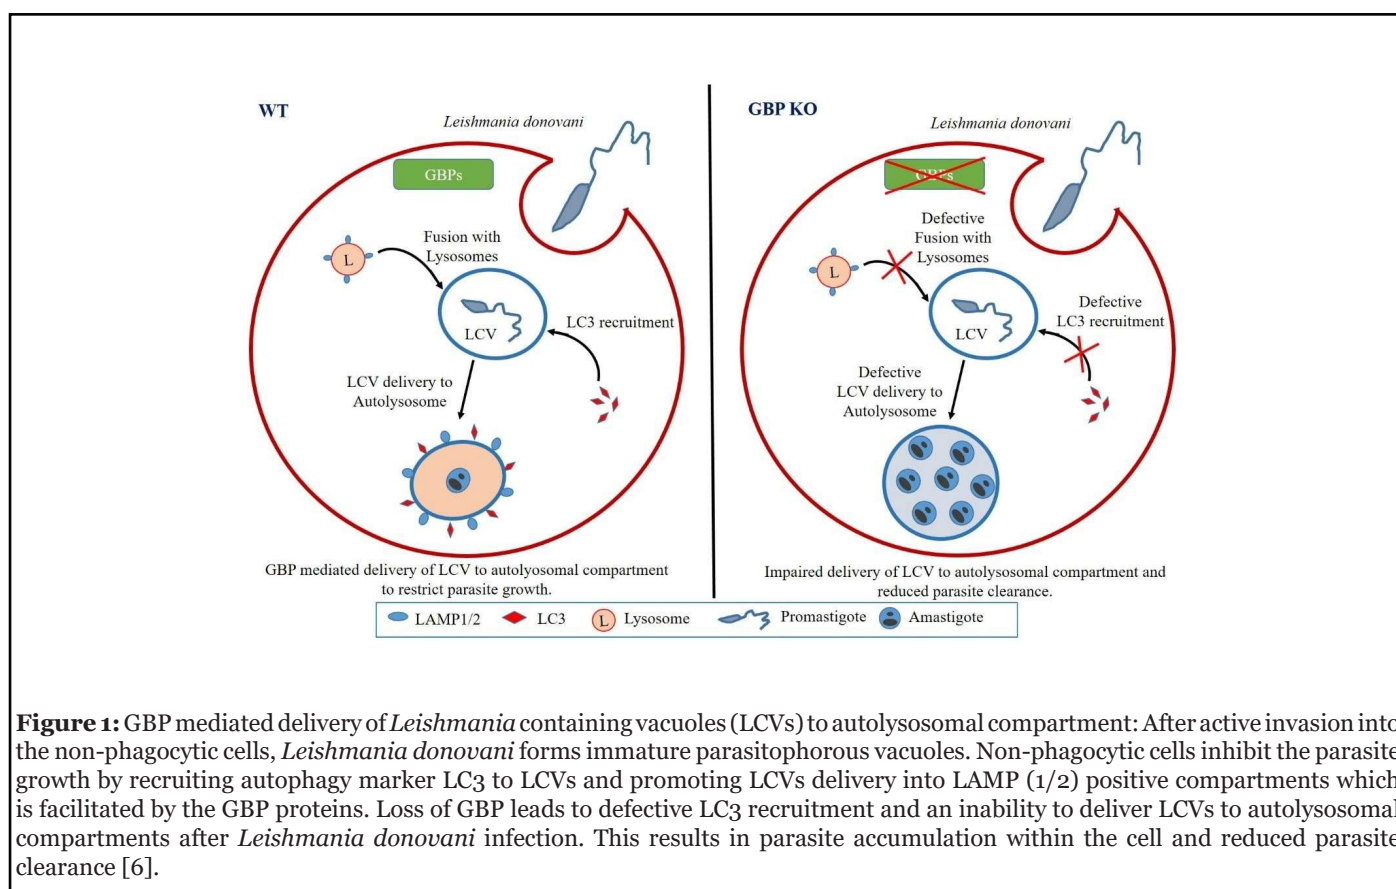 WT
Leishmania donovani
GBPs
Fusion with
Lysosomes
L
LCV
LC3 recruitment
LCV delivery to
Autolysosome
GBP mediated delivery of LCV to autolysosomal compartment
to restrict parasite growth.
GBP KO
Leishmania donovani
GBPs
Defective
Fusion with
Lysosomes
L
LCV
Defective
LC3 recruitment
Defective
LCV delivery to
Autolysosome
Impaired delivery of LCV to autolysosomal compartment and
reduced parasite clearance.
LAMP1/2 LC3 L Lysosome Promastigote Amastigote
Figure 1: GBP mediated delivery of Leishmania containing vacuoles (LCVs) to autolysosomal compartment: After active invasion into
the non-phagocytic cells, Leishmania donovani forms immature parasitophorous vacuoles. Non-phagocytic cells inhibit the parasite
growth by recruiting autophagy marker LC3 to LCVs and promoting LCVs delivery into LAMP (1/2) positive compartments which
is facilitated by the GBP proteins. Loss of GBP leads to defective LC3 recruitment and an inability to deliver LCVs to autolysosomal
compartments after Leishmania donovani infection. This results in parasite accumulation within the cell and reduced parasite
clearance [6].